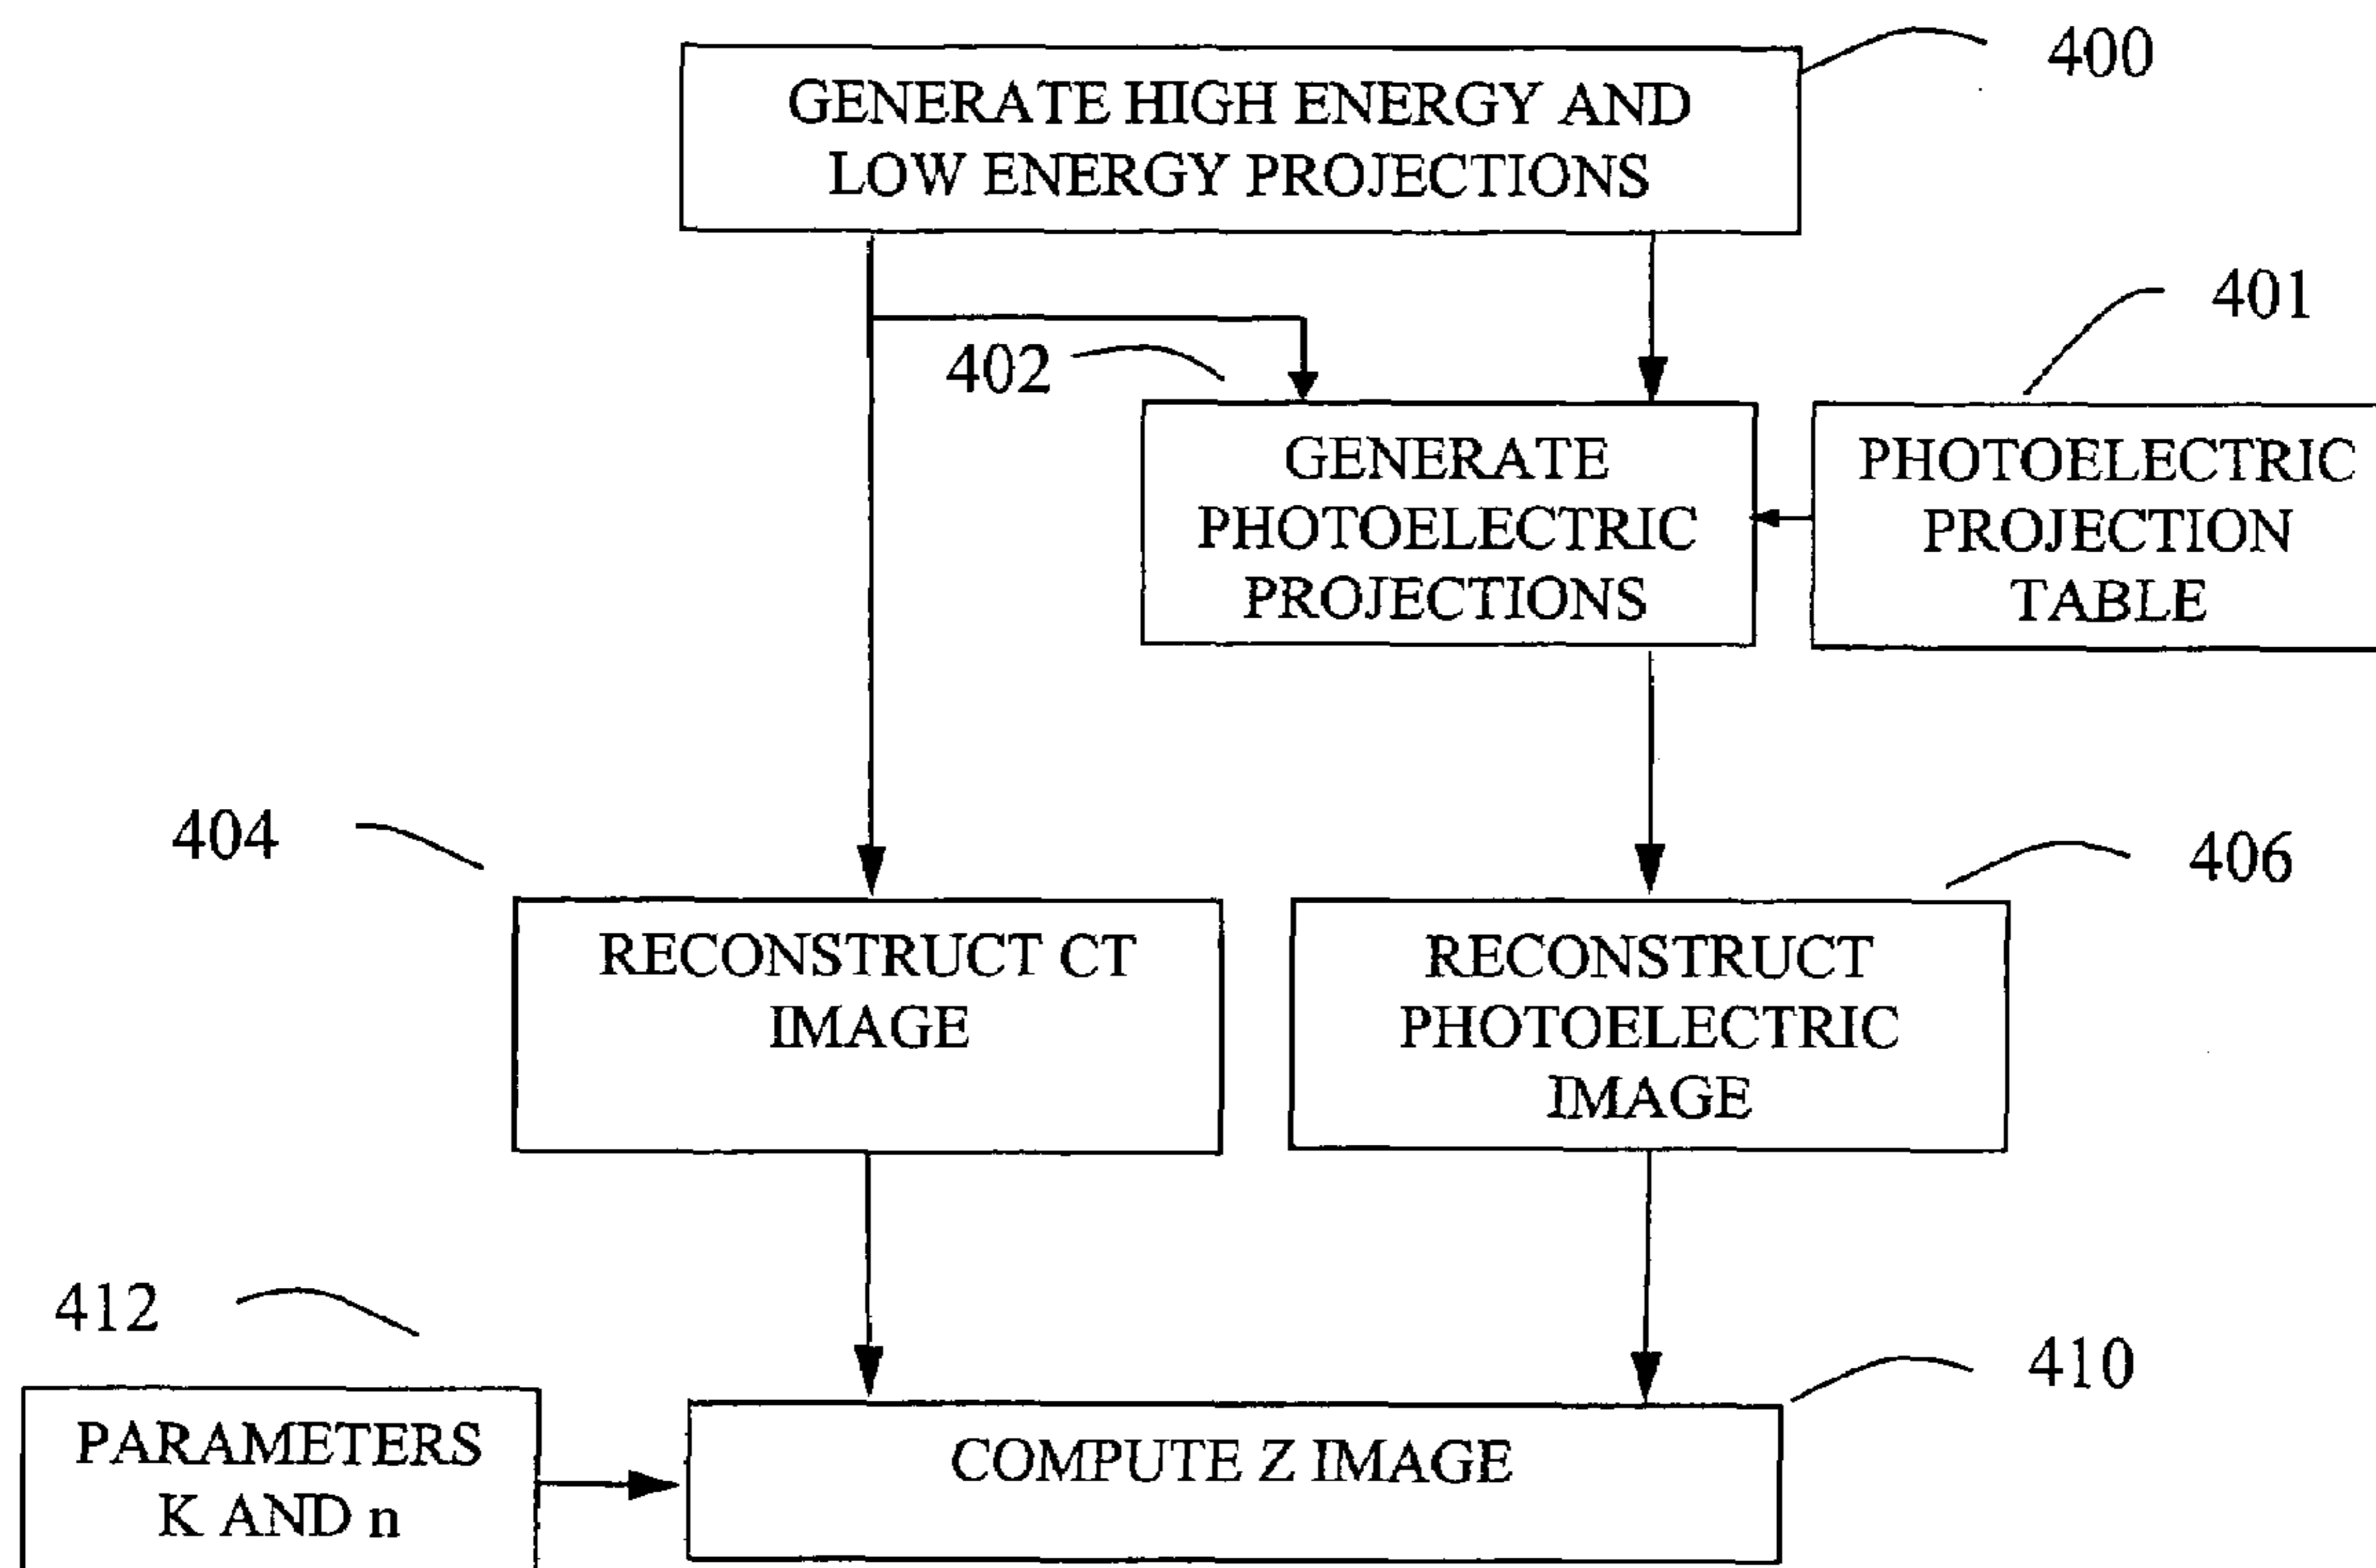 400
GENERATE HIGH ENERGY AND
LOW ENERGY PROJECTIONS
401
402
GENERATE
PHOTOELECTRIC
PROJECTIONS
PHOTOELECTRIC
PROJECTION
TABLE
404
406
RECONSTRUCT CT
IMAGE
RECONSTRUCT
PHOTOELECTRIC
IMAGE
412
410
PARAMETERS
K AND n
COMPUTE Z IMAGE